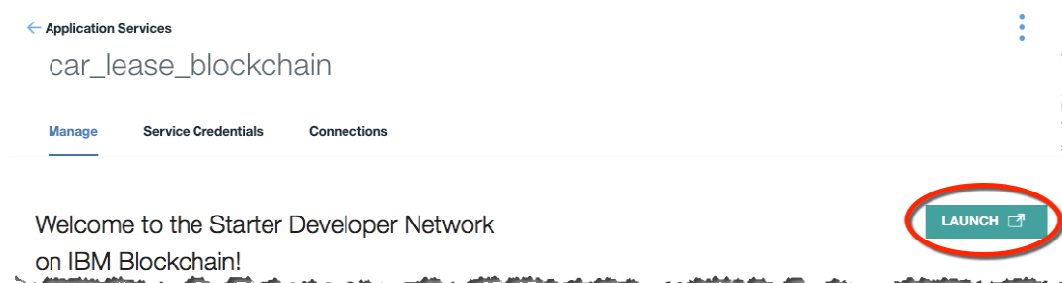 ← Application Services
car_lease_blockchain
Manage Service Credentials Connections
Welcome to the Starter Developer Network
on IBM Blockchain!
LAUNCH